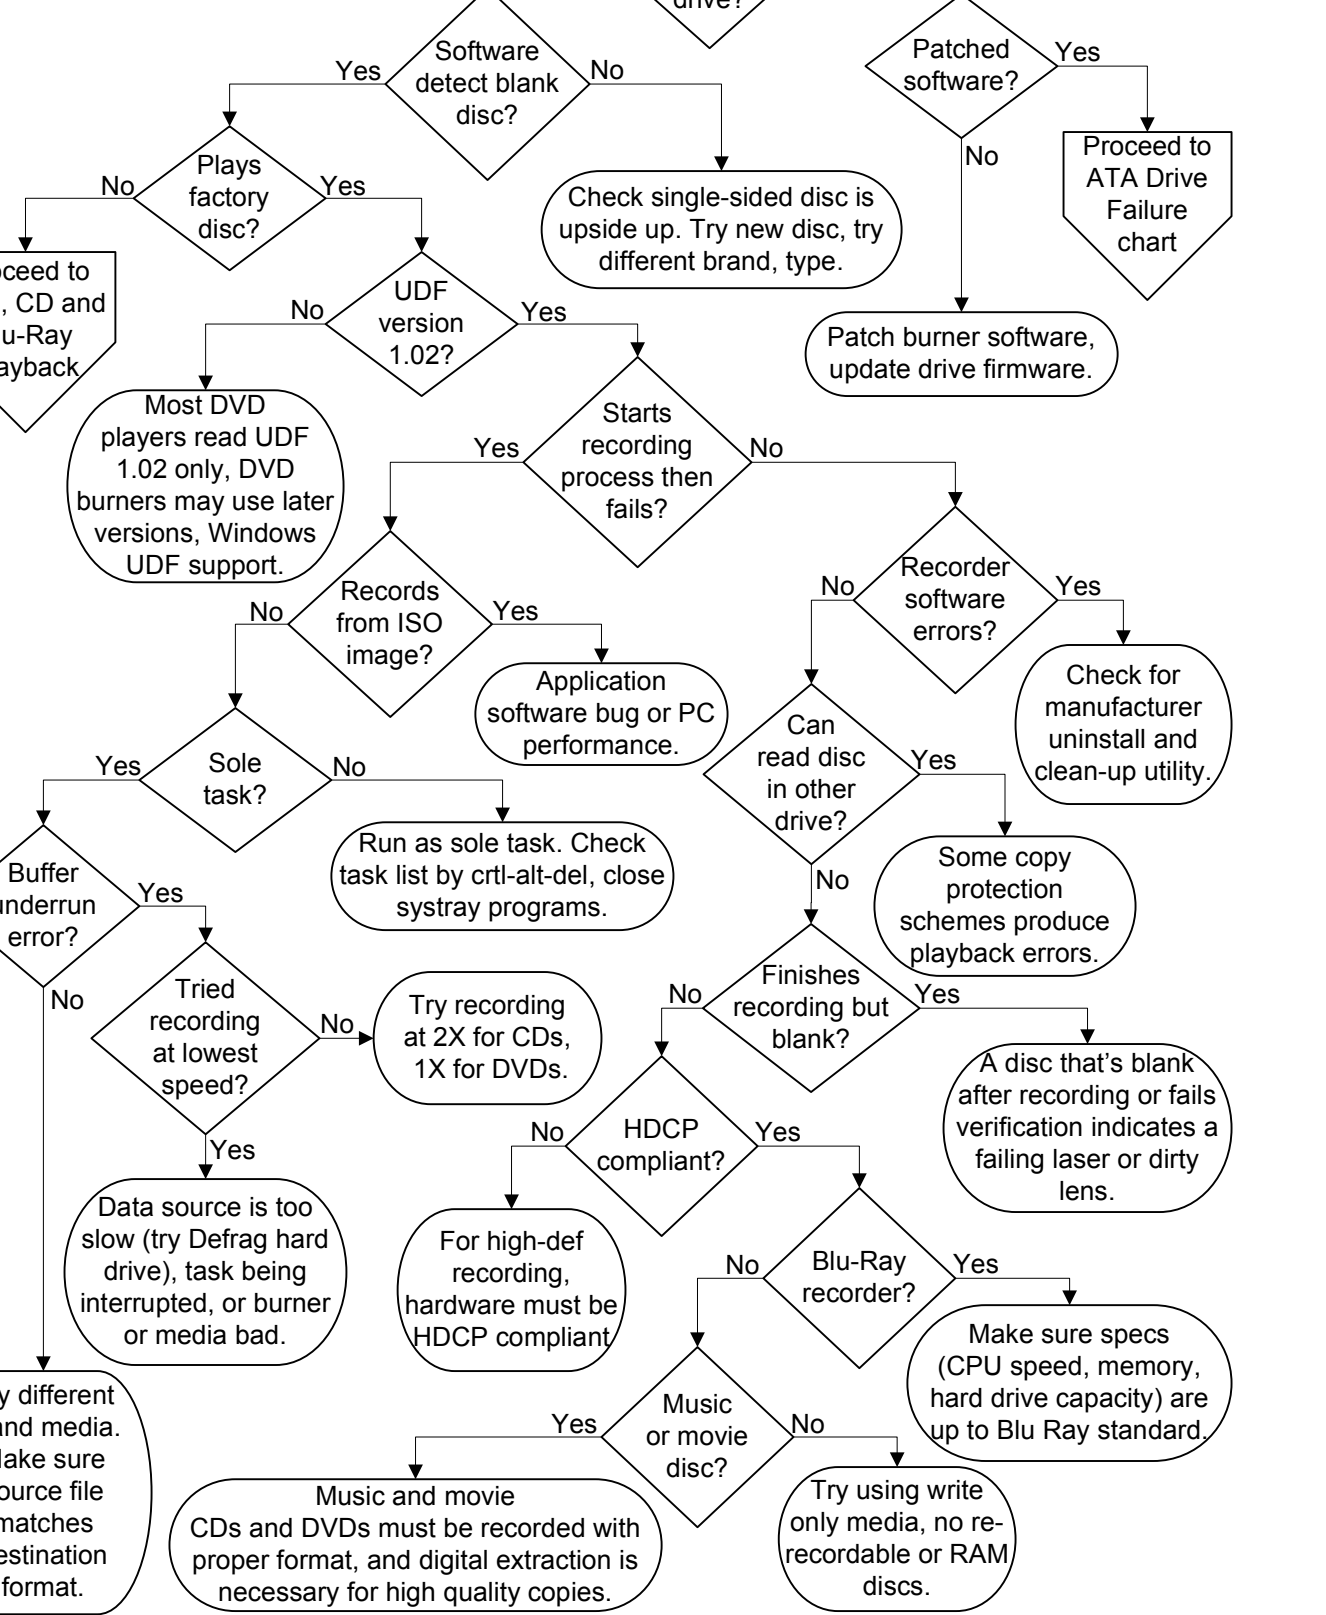 drive?
Software
detect blank
disc?
Yes
No
Patched
software?
Yes
No
Proceed to
ATA Drive
Failure
chart
Plays
factory
disc?
No
Yes
Check single-sided disc is
upside up. Try new disc, try
different brand, type.
to
, CD and
UDF
version
1.02?
No
Yes
Patch burner software,
update drive firmware.
Most DVD
players read UDF
1.02 only, DVD
burners may use later
versions, Windows
UDF support.
Starts
recording
process then
fails?
Yes
No
Records
from ISO
image?
No
Yes
Recorder
software
errors?
No
Yes
Application
software bug or PC
performance.
Check for
manufacturer
uninstall and
clean-up utility.
Sole
task?
Yes
No
Can
read disc
in other
drive?
Yes
No
Run as sole task. Check
task list by crtl-alt-del, close
systray programs.
Some copy
protection
schemes produce
playback errors.
Buffer
underrun
error?
Yes
No
Tried
recording
at lowest
speed?
No
Yes
Try recording
at 2X for CDs,
1X for DVDs.
Finishes
recording but
blank?
No
Yes
A disc that's blank
after recording or fails
verification indicates a
failing laser or dirty
lens.
HDCP
compliant?
No
Yes
Data source is too
slow (try Defrag hard
drive), task being
interrupted, or burner
or media bad.
For high-def
recording,
hardware must be
HDCP compliant
Blu-Ray
recorder?
No
Yes
Make sure specs
(CPU speed, memory,
hard drive capacity) are
up to Blu Ray standard.
different
and media.
sure
file
matches
format.
Music
or movie
disc?
Yes
No
Music and movie
CDs and DVDs must be recorded with
proper format, and digital extraction is
necessary for high quality copies.
Try using write
only media, no re-
recordable or RAM
discs.